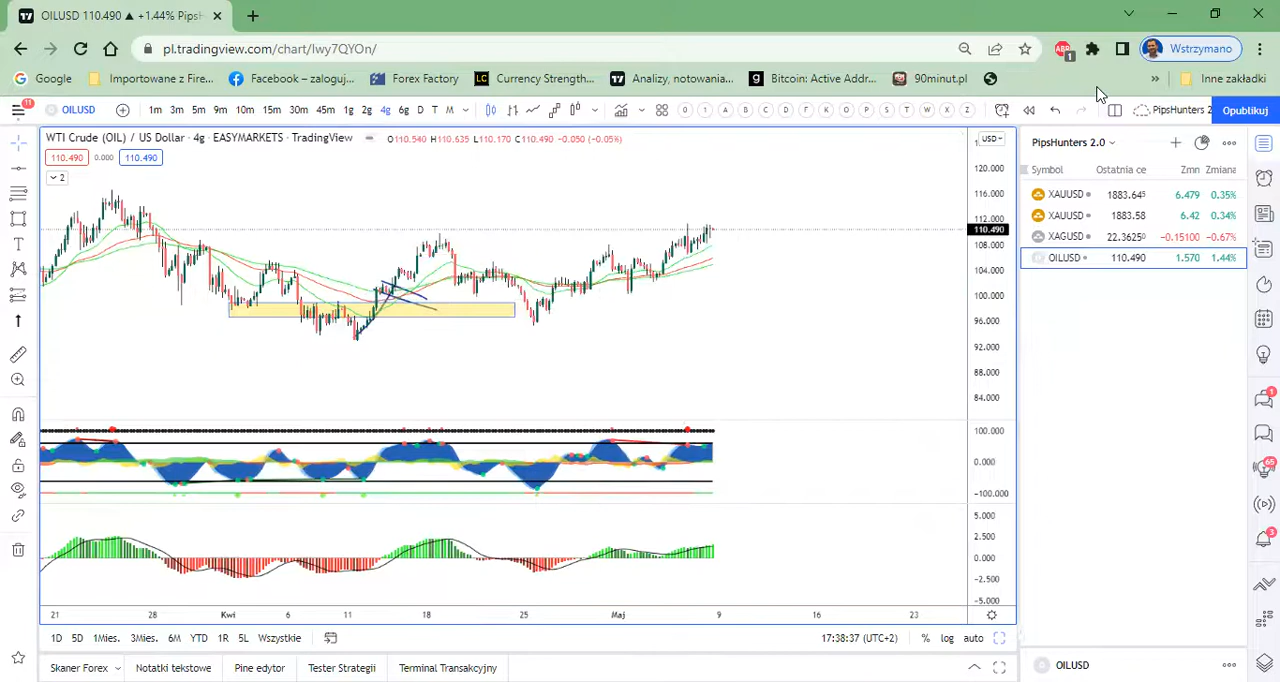 OILUSD 110.490 ▲ +1.44% PipsH
pl.tradingview.com/chart/Iwy7QYOn/
1
Wstrzymano
Google
Importowane z Fire...
Facebook – zaloguj...
Forex Factory
Currency Strength...
Analizy, notowania...
Bitcoin: Active Addr...
90minut.pl
»
Inne zakładki
11
OILUSD
1m 3m 5m 9m 10m 15m 30m 45m 1g 2g 4g 6g D T M
PipsHunters 2
Opublikuj
WTI Crude (OIL) / US Dollar · 4g · EASYMARKETS · TradingView
O110.540 H110.635 L110.170 C110.490 -0.050 (-0.05%)
110.490 0.000 110.490
2
USD
120.000
116.000
112.000
110.490
108.000
104.000
100.000
96.000
92.000
88.000
84.000
100.000
0.000
-100.000
5.000
2.500
0.000
-2.500
-5.000
21 28 Kwi 6 11 18 25 Maj 9 16 23
1D 5D 1Mies. 3Mies. 6M YTD 1R 5L Wszystkie
17:38:37 (UTC+2) % log auto
Skaner Forex Notatki tekstowe Pine edytor Tester Strategii Terminal Transakcyjny
PipsHunters 2.0
Symbol Ostatnia ce Zmn Zmiana
XAUUSD 1883.645 6.479 0.35%
XAUUSD 1883.58 6.42 0.34%
XAGUSD 22.3625 −0.15100 −0.67%
OILUSD 110.490 1.570 1.44%
OILUSD
1
65
3